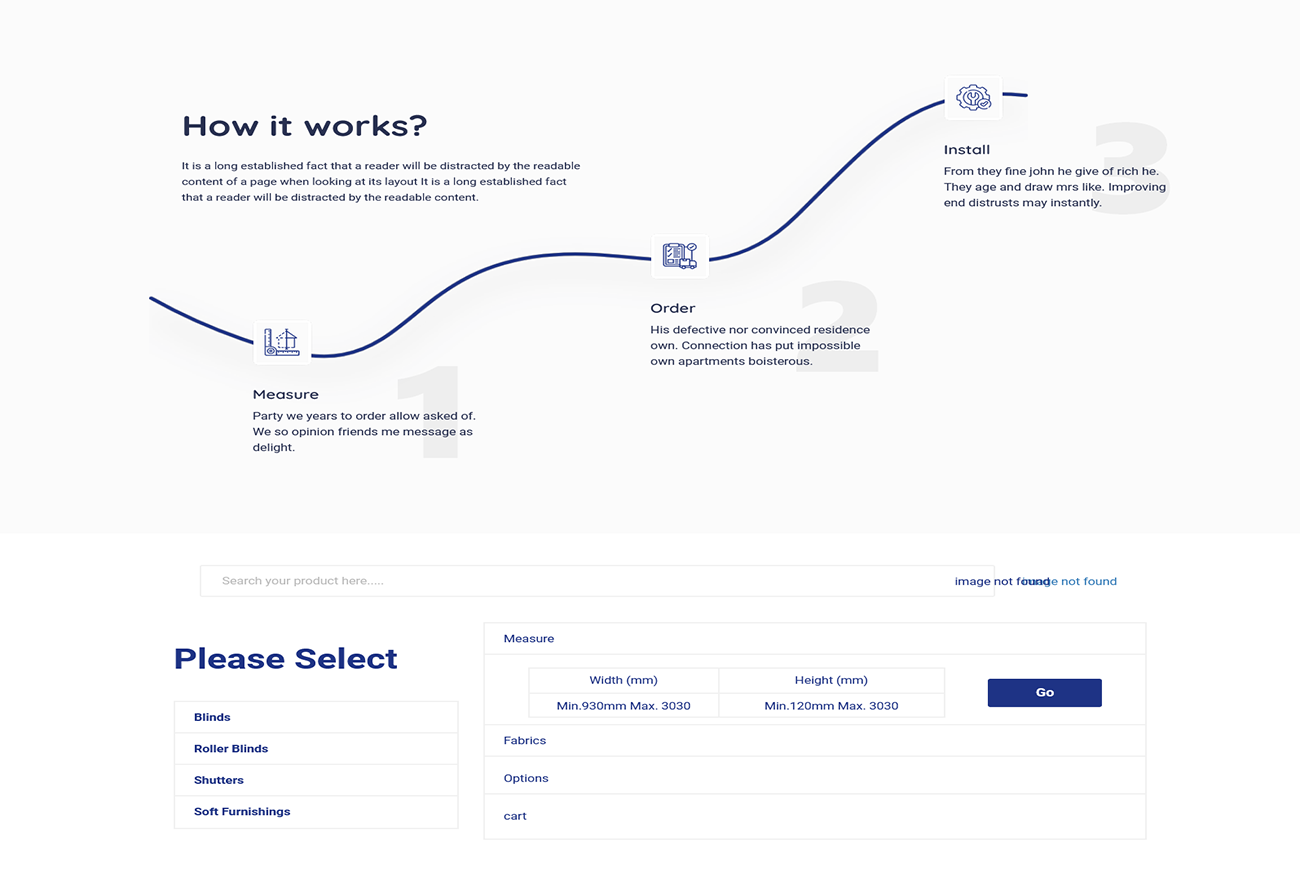 How it works?
It is a long established fact that a reader will be distracted by the readable
content of a page when looking at its layout It is a long established fact
that a reader will be distracted by the readable content.
3
Install
From they fine john he give of rich he.
They age and draw mrs like. Improving
end distrusts may instantly.
2
Order
His defective nor convinced residence
own. Connection has put impossible
own apartments boisterous.
1
Measure
Party we years to order allow asked of.
We so opinion friends me message as
delight.
Search your product here.....
image not found
image not found
Please Select
Blinds
Roller Blinds
Shutters
Soft Furnishings
Measure
Width (mm)
Height (mm)
Min.930mm Max. 3030
Min.120mm Max. 3030
Go
Fabrics
Options
cart